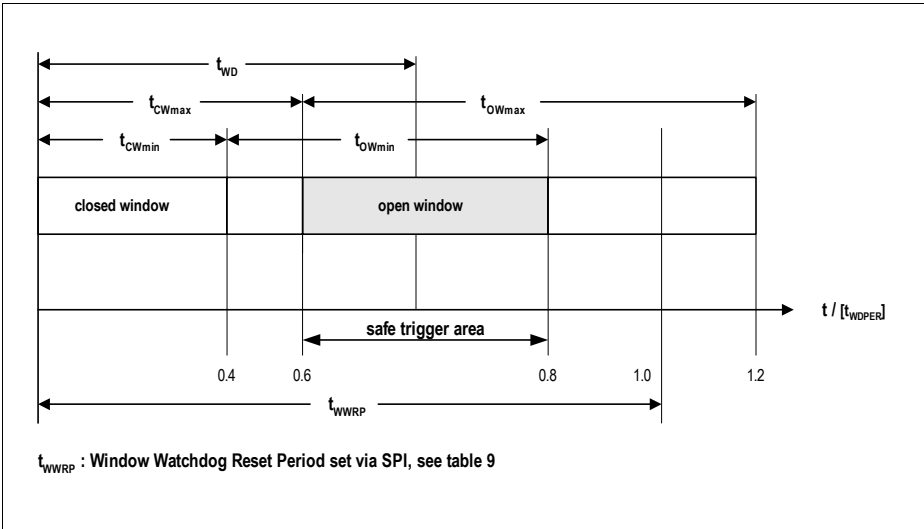 tWD
tCWmax tOWmax
tCWmin tOWmin
closed window open window
t / [tWDPER]
safe trigger area
0.4 0.6 0.8 1.0 1.2
tWWRP
tWWRP : Window Watchdog Reset Period set via SPI, see table 9